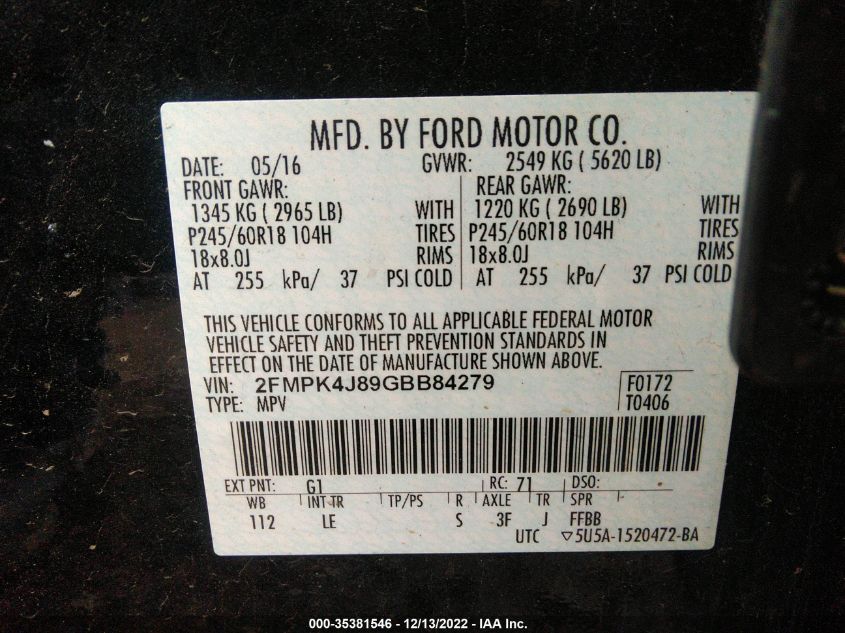 MFD. BY FORD MOTOR CO.
DATE: 05/16 GVWR: 2549 KG ( 5620 LB)
FRONT GAWR: REAR GAWR:
1345 KG ( 2965 LB) WITH 1220 KG ( 2690 LB) WITH
P245/60R18 104H TIRES P245/60R18 104H TIRES
18x8.0J RIMS 18x8.0J RIMS
AT 255 kPa/ 37 PSI COLD AT 255 kPa/ 37 PSI COLD
THIS VEHICLE CONFORMS TO ALL APPLICABLE FEDERAL MOTOR
VEHICLE SAFETY AND THEFT PREVENTION STANDARDS IN
EFFECT ON THE DATE OF MANUFACTURE SHOWN ABOVE.
VIN: 2FMPK4J89GBB84279 F0172
TYPE: MPV T0406
EXT PNT: G1 RC: 71 DSO:
WB INT TR TP/PS R AXLE TR SPR
112 LE S 3F J FFBB
UTC ▽5U5A-1520472-BA
000-35381546 - 12/13/2022 - IAA Inc.